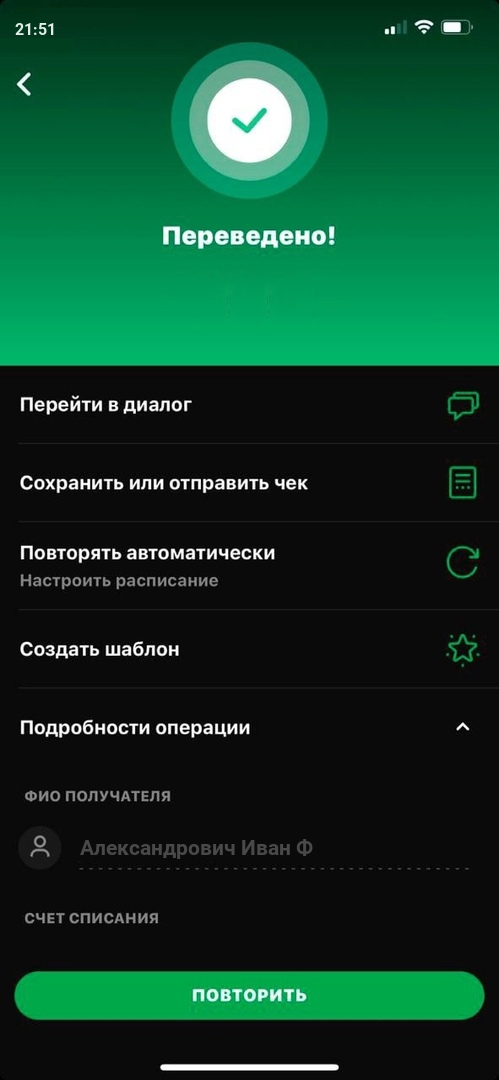 21:51
Переведено!
Перейти в диалог
Сохранить или отправить чек
Повторять автоматически
Настроить расписание
Создать шаблон
Подробности операции
ФИО ПОЛУЧАТЕЛЯ
Александрович Иван Ф
СЧЕТ СПИСАНИЯ
ПОВТОРИТЬ